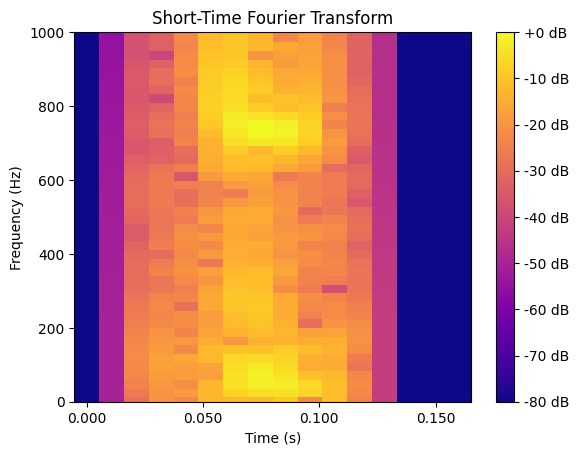 Short-Time Fourier Transform
1000
800
600
400
200
0
Frequency (Hz)
0.000
0.050
0.100
0.150
Time (s)
+0 dB
-10 dB
-20 dB
-30 dB
-40 dB
-50 dB
-60 dB
-70 dB
-80 dB